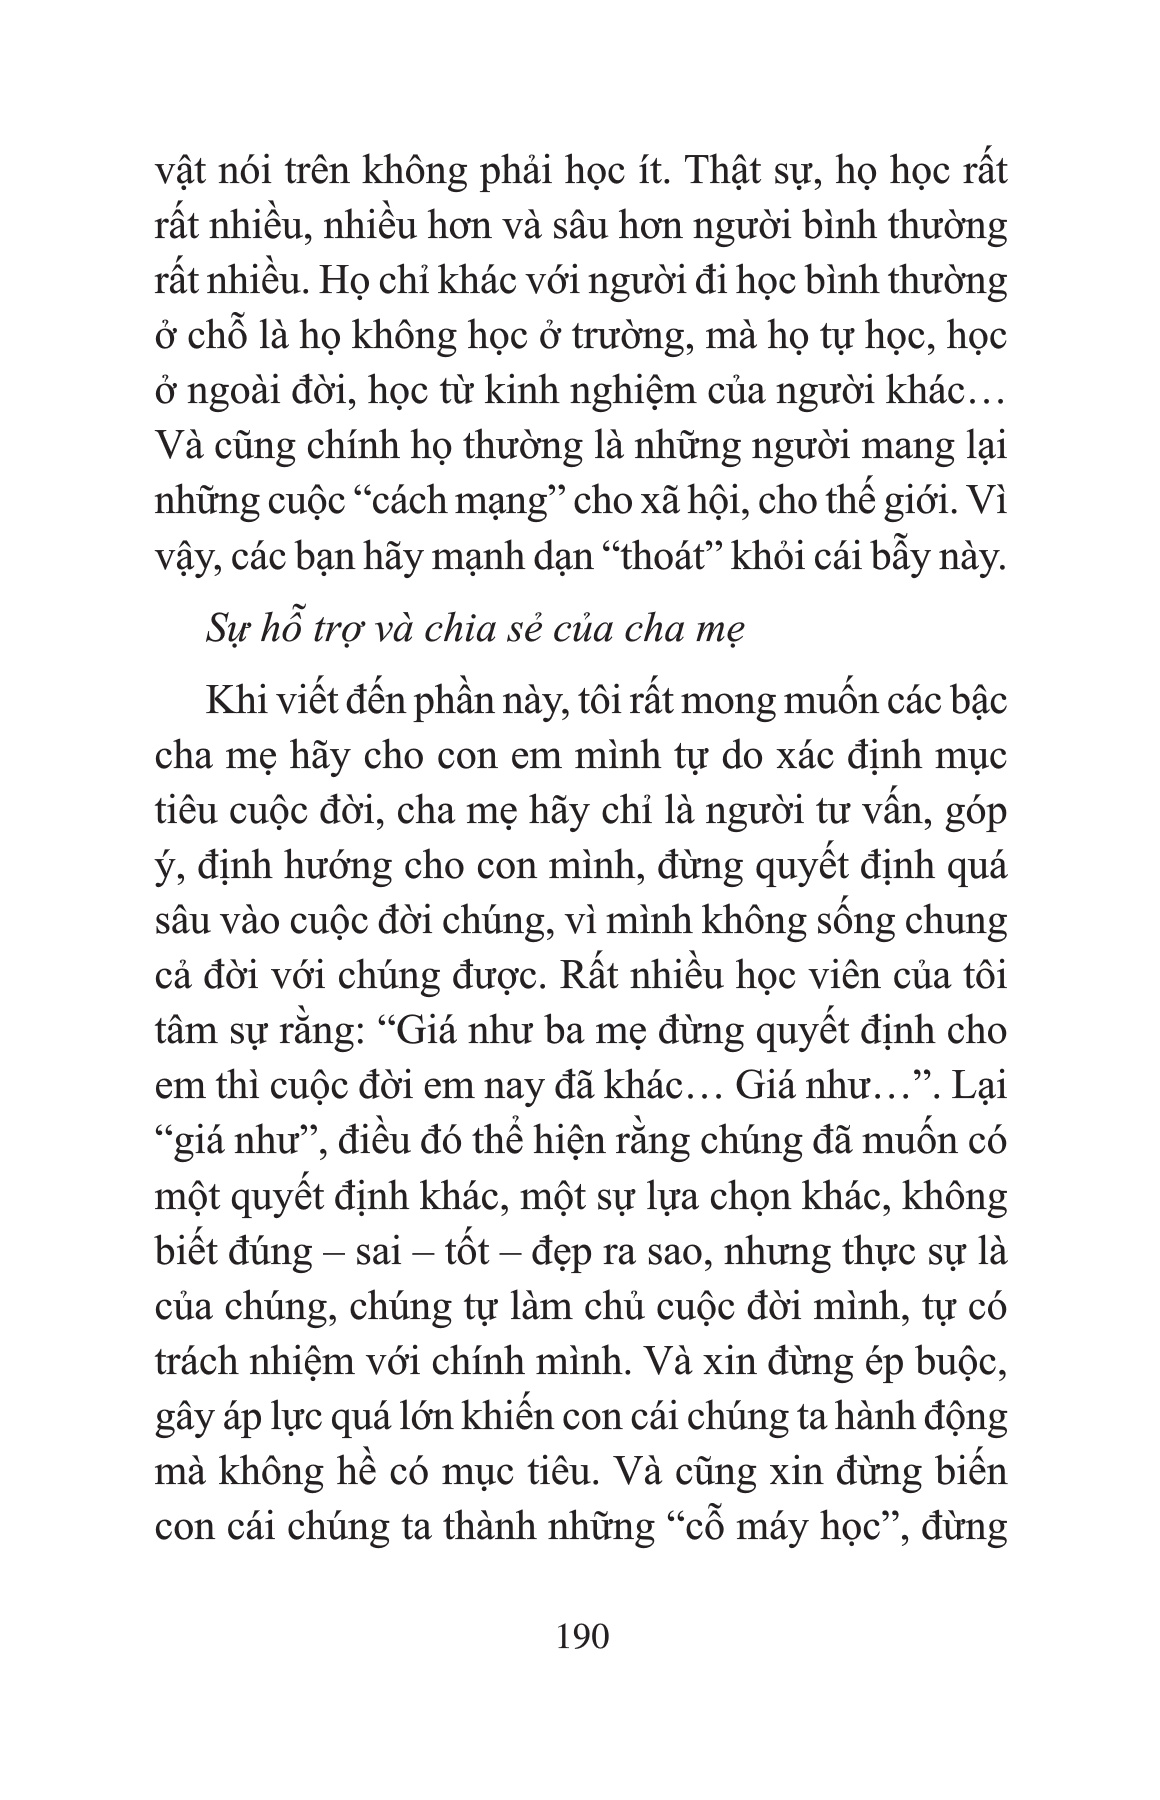 vật nói trên không phải học ít. Thật sự, họ học rất
rất nhiều, nhiều hơn và sâu hơn người bình thường
rất nhiều. Họ chỉ khác với người đi học bình thường
ở chỗ là họ không học ở trường, mà họ tự học, học
ở ngoài đời, học từ kinh nghiệm của người khác…
Và cũng chính họ thường là những người mang lại
những cuộc “cách mạng” cho xã hội, cho thế giới. Vì
vậy, các bạn hãy mạnh dạn “thoát” khỏi cái bẫy này.
Sự hỗ trợ và chia sẻ của cha mẹ
Khi viết đến phần này, tôi rất mong muốn các bậc
cha mẹ hãy cho con em mình tự do xác định mục
tiêu cuộc đời, cha mẹ hãy chỉ là người tư vấn, góp
ý, định hướng cho con mình, đừng quyết định quá
sâu vào cuộc đời chúng, vì mình không sống chung
cả đời với chúng được. Rất nhiều học viên của tôi
tâm sự rằng: “Giá như ba mẹ đừng quyết định cho
em thì cuộc đời em nay đã khác… Giá như…”. Lại
“giá như”, điều đó thể hiện rằng chúng đã muốn có
một quyết định khác, một sự lựa chọn khác, không
biết đúng – sai – tốt – đẹp ra sao, nhưng thực sự là
của chúng, chúng tự làm chủ cuộc đời mình, tự có
trách nhiệm với chính mình. Và xin đừng ép buộc,
gây áp lực quá lớn khiến con cái chúng ta hành động
mà không hề có mục tiêu. Và cũng xin đừng biến
con cái chúng ta thành những “cỗ máy học”, đừng
190